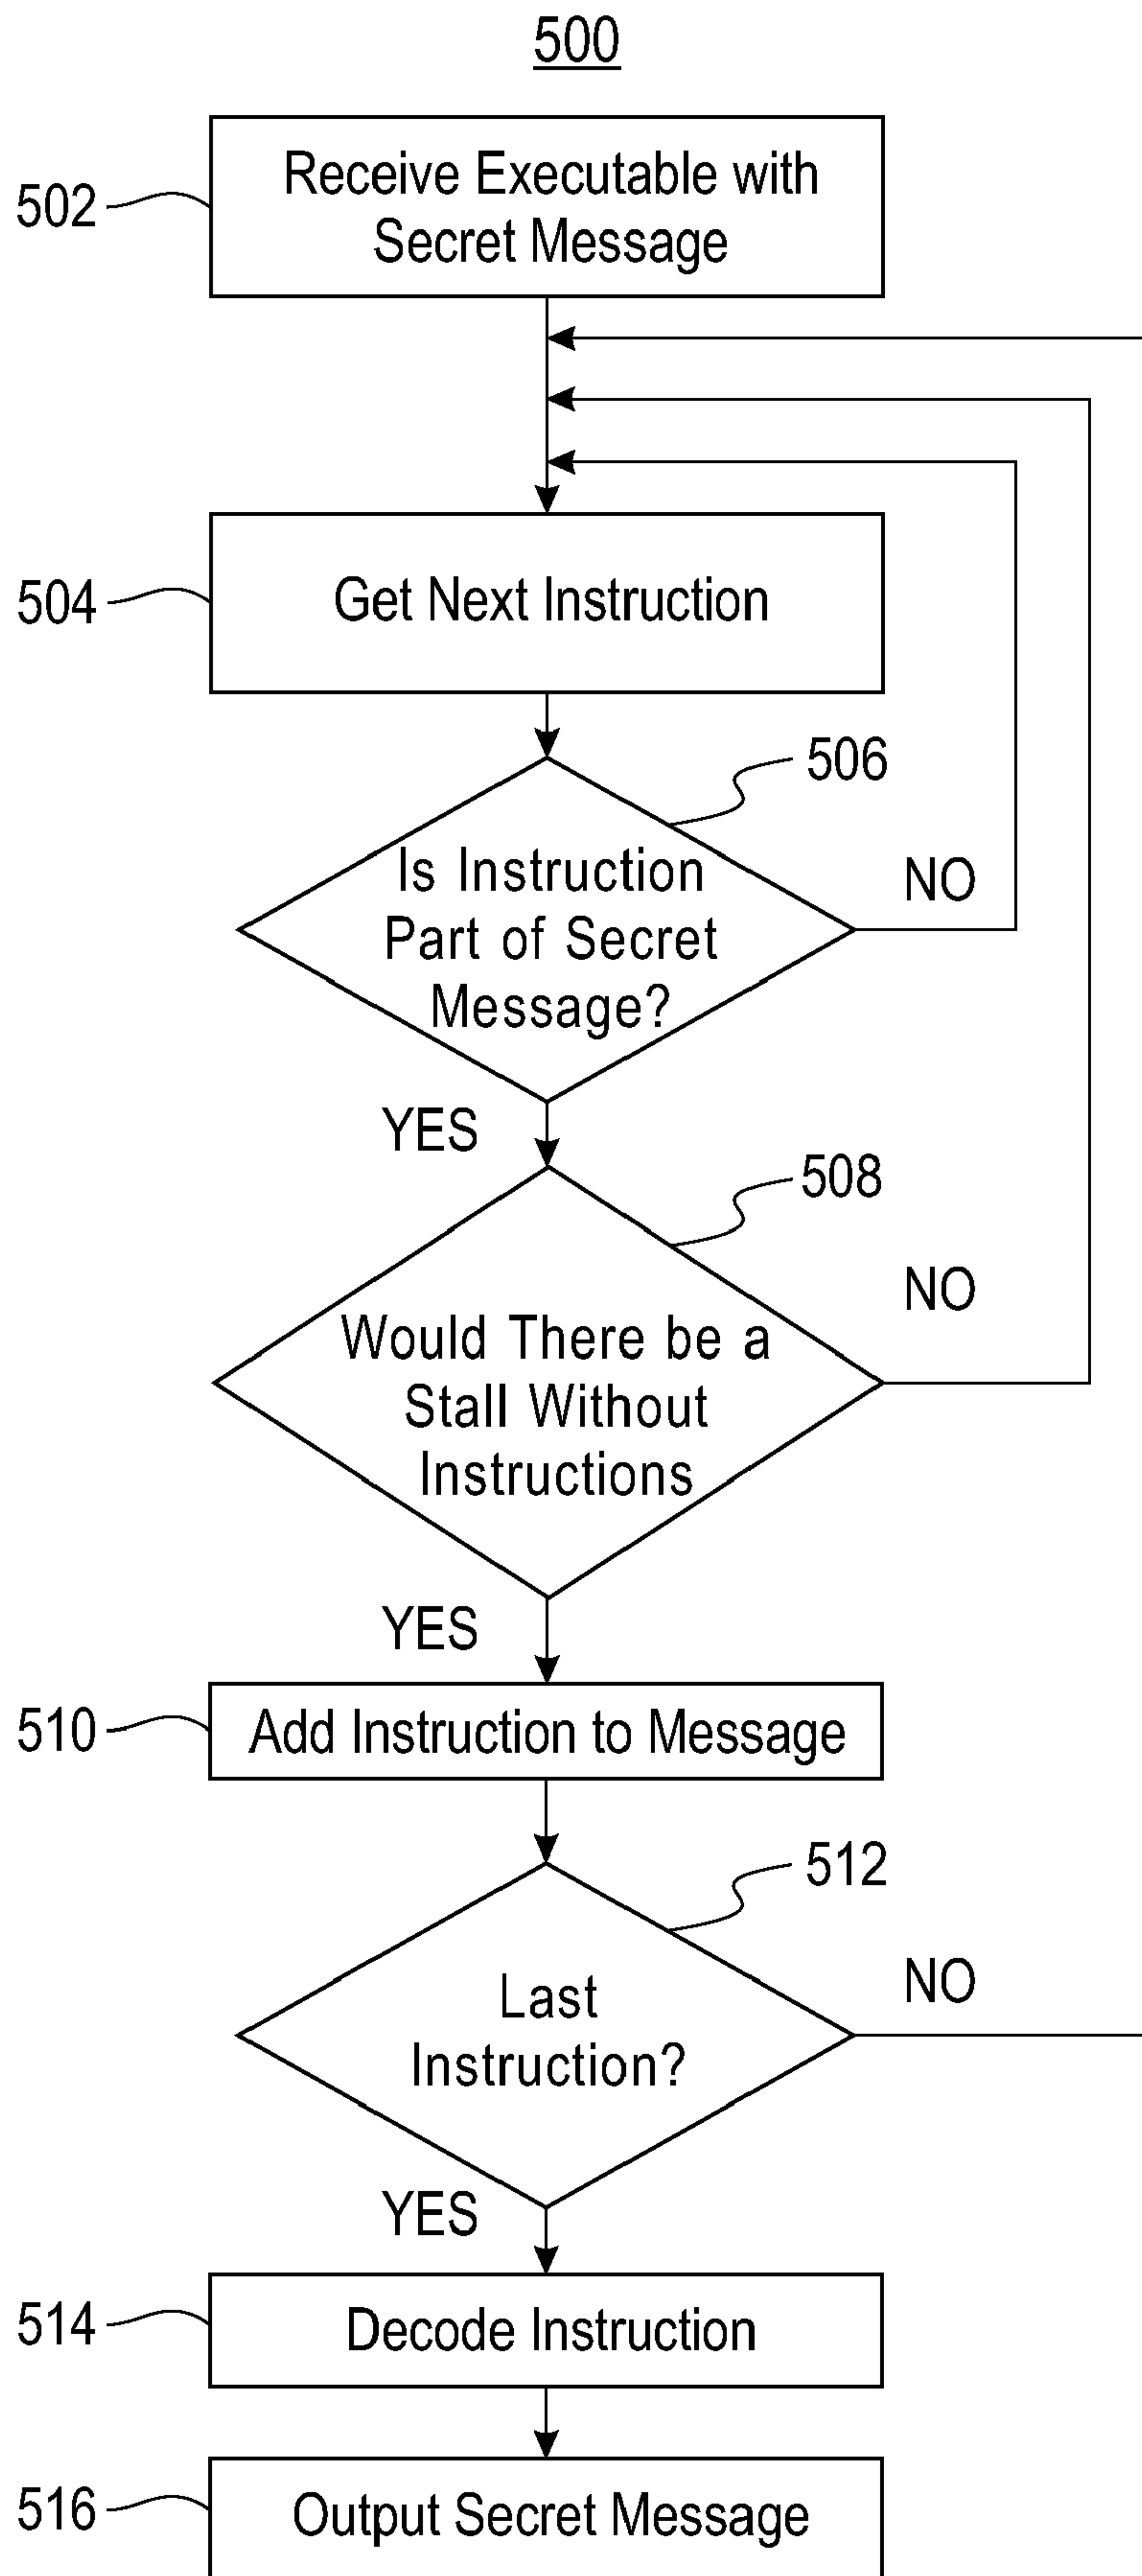 500
502
Receive Executable with
Secret Message
504
Get Next Instruction
506
Is Instruction
Part of Secret
Message?
NO
YES
508
Would There be a
Stall Without
Instructions
NO
YES
510
Add Instruction to Message
512
Last
Instruction?
NO
YES
514
Decode Instruction
516
Output Secret Message